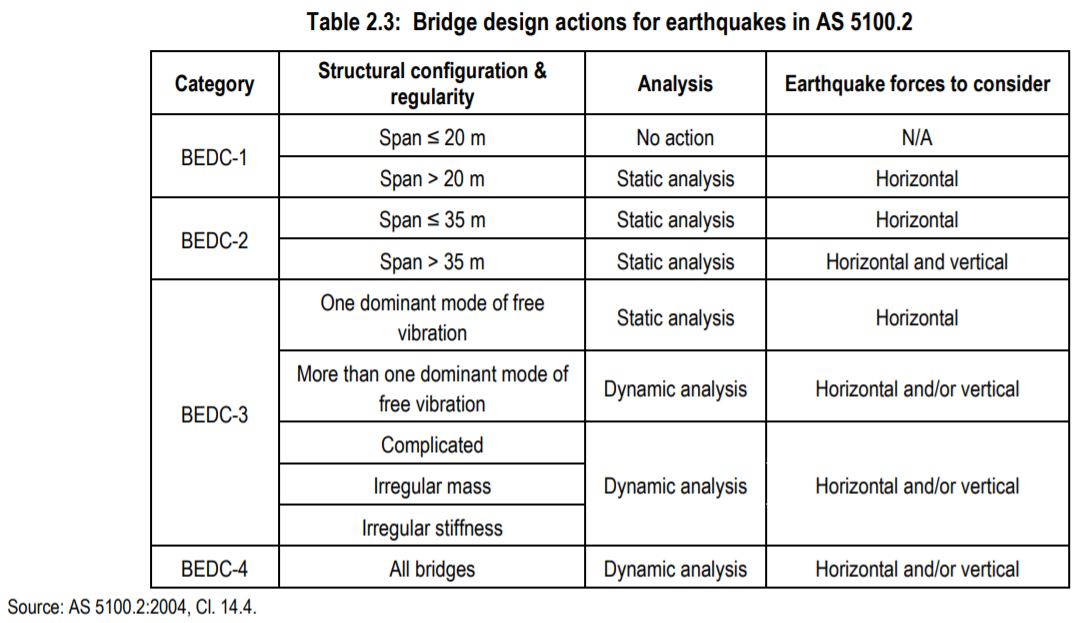 Table 2.3: Bridge design actions for earthquakes in AS 5100.2
Category
Structural configuration &
regularity
Analysis
Earthquake forces to consider
BEDC-1
Span ≤ 20 m
No action
N/A
Span > 20 m
Static analysis
Horizontal
BEDC-2
Span ≤ 35 m
Static analysis
Horizontal
Span > 35 m
Static analysis
Horizontal and vertical
BEDC-3
One dominant mode of free
vibration
Static analysis
Horizontal
More than one dominant mode of
free vibration
Dynamic analysis
Horizontal and/or vertical
Complicated
Irregular mass
Irregular stiffness
Dynamic analysis
Horizontal and/or vertical
BEDC-4
All bridges
Dynamic analysis
Horizontal and/or vertical
Source: AS 5100.2:2004, Cl. 14.4.